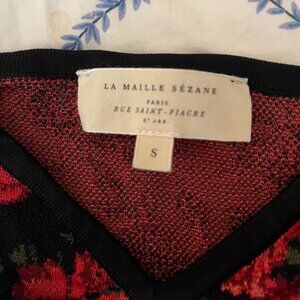 LA MAILLE SÉZANE
PARIS
RUE SAINT-FIACRE
2e ARR.
S